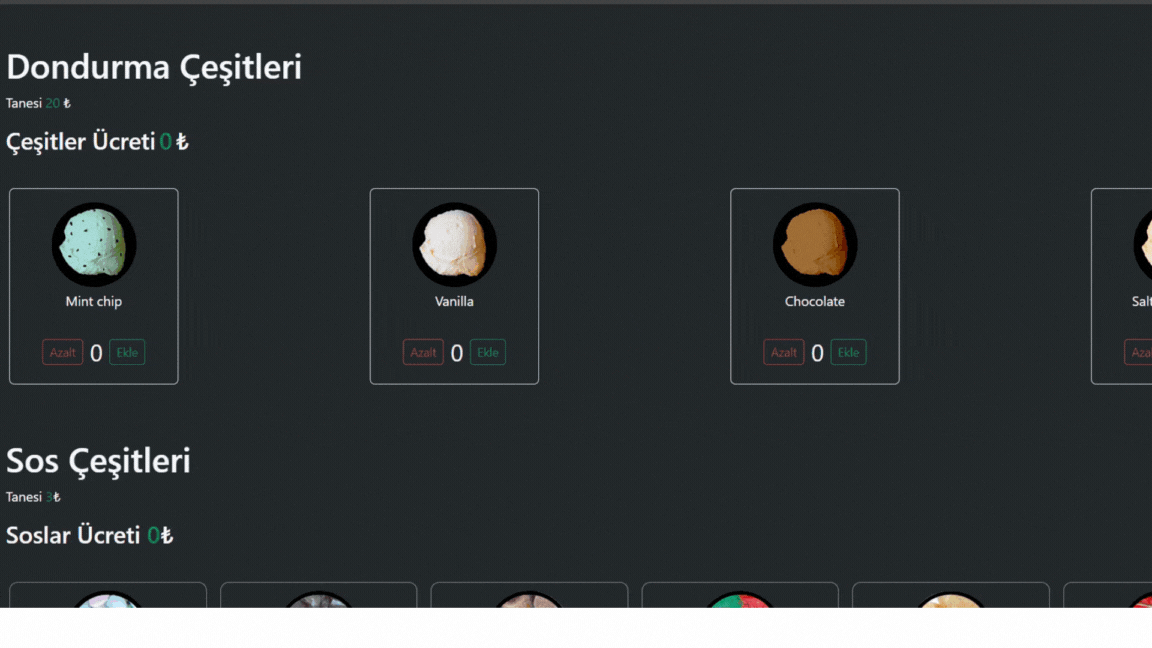 Dondurma Çeşitleri
Tanesi 20 ₺
Çeşitler Ücreti 0 ₺
Mint chip
Vanilla
Chocolate
Salt
Azalt 0 Ekle
Azalt 0 Ekle
Azalt 0 Ekle
Aza
Sos Çeşitleri
Tanesi 3₺
Soslar Ücreti 0₺